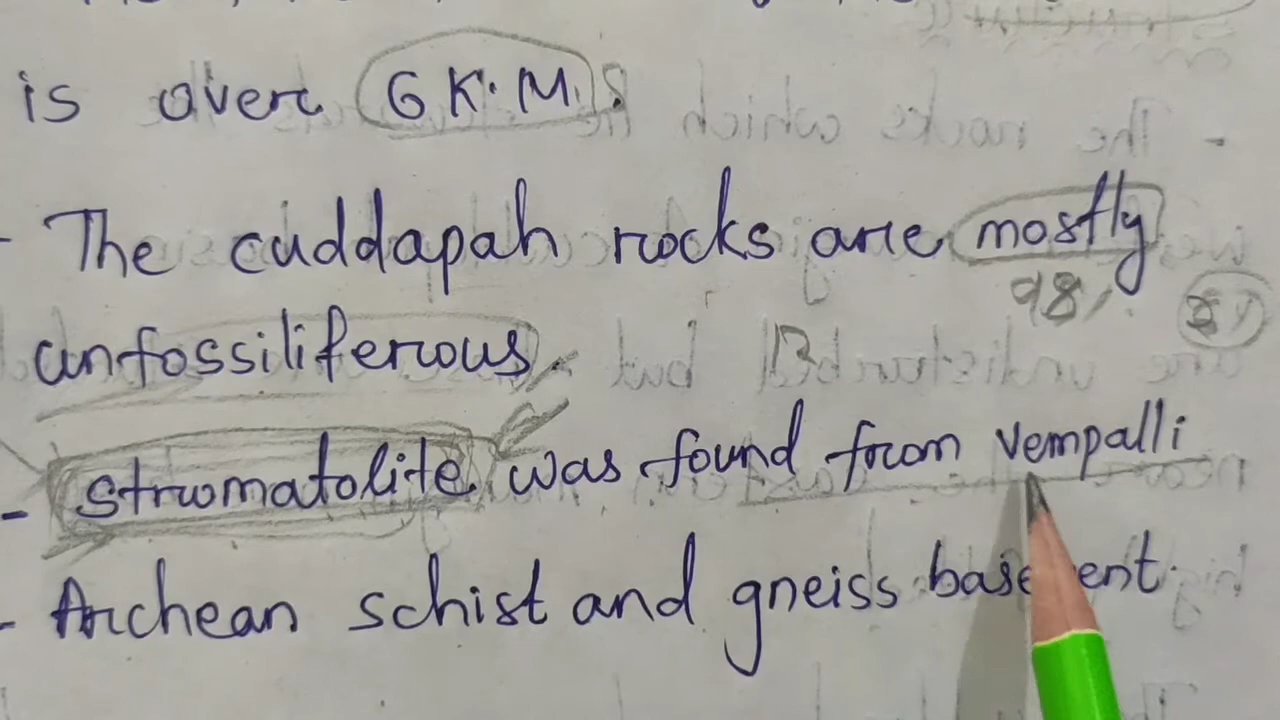 is over 6 K.M.
- The cuddapah rocks are mostly
98%
unfossiliferous.
- stromatolite was found from vempalli
- Archean schist and gneiss basement.